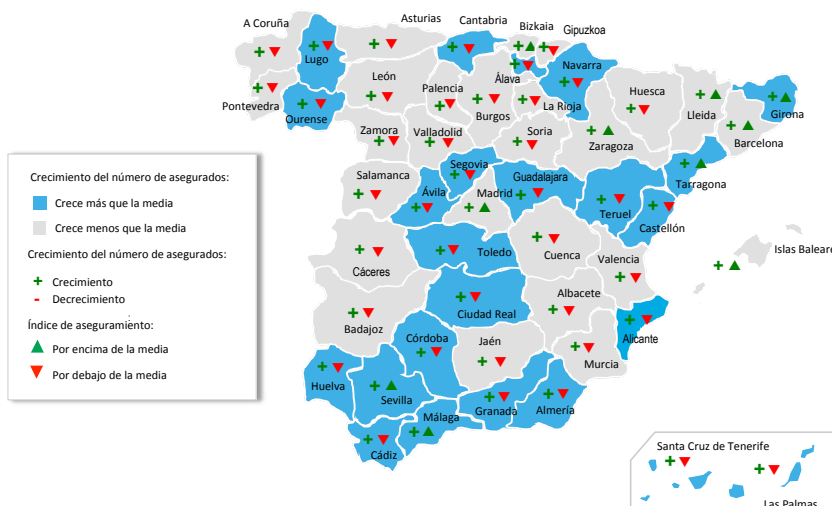 A Coruña
Lugo
Asturias
Cantabria
Bizkaia
Gipuzkoa
Álava
Navarra
Pontevedra
Ourense
León
Palencia
Burgos
La Rioja
Huesca
Lleida
Girona
Barcelona
Zamora
Valladolid
Soria
Zaragoza
Tarragona
Salamanca
Segovia
Ávila
Madrid
Guadalajara
Teruel
Castellón
Cáceres
Toledo
Cuenca
Valencia
Islas Baleare
Badajoz
Ciudad Real
Albacete
Alicante
Huelva
Córdoba
Jaén
Murcia
Sevilla
Málaga
Granada
Almería
Cádiz
Santa Cruz de Tenerife
Las Palmas
Crecimiento del número de asegurados:
Crece más que la media
Crece menos que la media
Crecimiento del número de asegurados:
+ Crecimiento
- Decrecimiento
:
Índice de aseguramiento:
Por encima de la media
Por debajo de la media